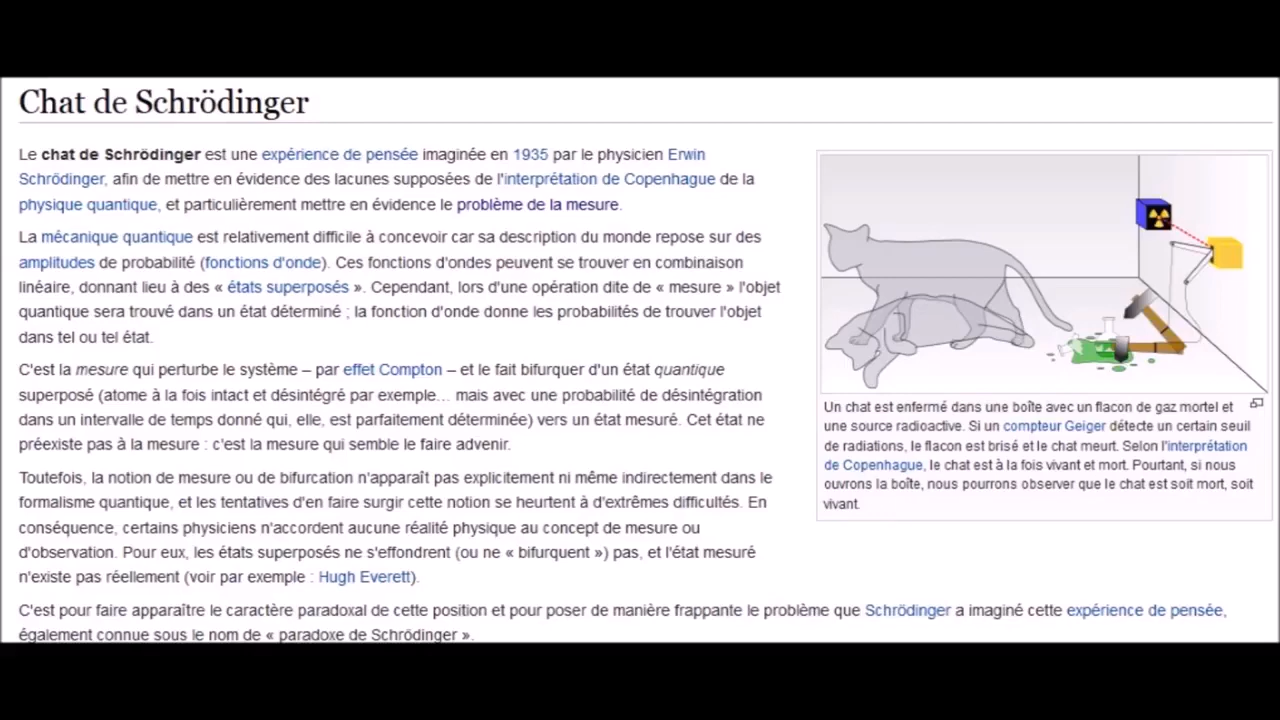 Chat de Schrödinger
Le chat de Schrödinger est une expérience de pensée imaginée en 1935 par le physicien Erwin
Schrödinger, afin de mettre en évidence des lacunes supposées de l'interprétation de Copenhague de la
physique quantique, et particulièrement mettre en évidence le problème de la mesure.
La mécanique quantique est relativement difficile à concevoir car sa description du monde repose sur des
amplitudes de probabilité (fonctions d'onde). Ces fonctions d'ondes peuvent se trouver en combinaison
linéaire, donnant lieu à des « états superposés ». Cependant, lors d'une opération dite de « mesure » l'objet
quantique sera trouvé dans un état déterminé ; la fonction d'onde donne les probabilités de trouver l'objet
dans tel ou tel état.
C'est la mesure qui perturbe le système – par effet Compton – et le fait bifurquer d'un état quantique
superposé (atome à la fois intact et désintégré par exemple… mais avec une probabilité de désintégration
dans un intervalle de temps donné qui, elle, est parfaitement déterminée) vers un état mesuré. Cet état ne
préexiste pas à la mesure : c'est la mesure qui semble le faire advenir.
Toutefois, la notion de mesure ou de bifurcation n'apparaît pas explicitement ni même indirectement dans le
formalisme quantique, et les tentatives d'en faire surgir cette notion se heurtent à d'extrêmes difficultés. En
conséquence, certains physiciens n'accordent aucune réalité physique au concept de mesure ou
d'observation. Pour eux, les états superposés ne s'effondrent (ou ne « bifurquent ») pas, et l'état mesuré
n'existe pas réellement (voir par exemple : Hugh Everett).
C'est pour faire apparaître le caractère paradoxal de cette position et pour poser de manière frappante le problème que Schrödinger a imaginé cette expérience de pensée,
également connue sous le nom de « paradoxe de Schrödinger ».
Un chat est enfermé dans une boîte avec un flacon de gaz mortel et
une source radioactive. Si un compteur Geiger détecte un certain seuil
de radiations, le flacon est brisé et le chat meurt. Selon l'interprétation
de Copenhague, le chat est à la fois vivant et mort. Pourtant, si nous
ouvrons la boîte, nous pourrons observer que le chat est soit mort, soit
vivant.